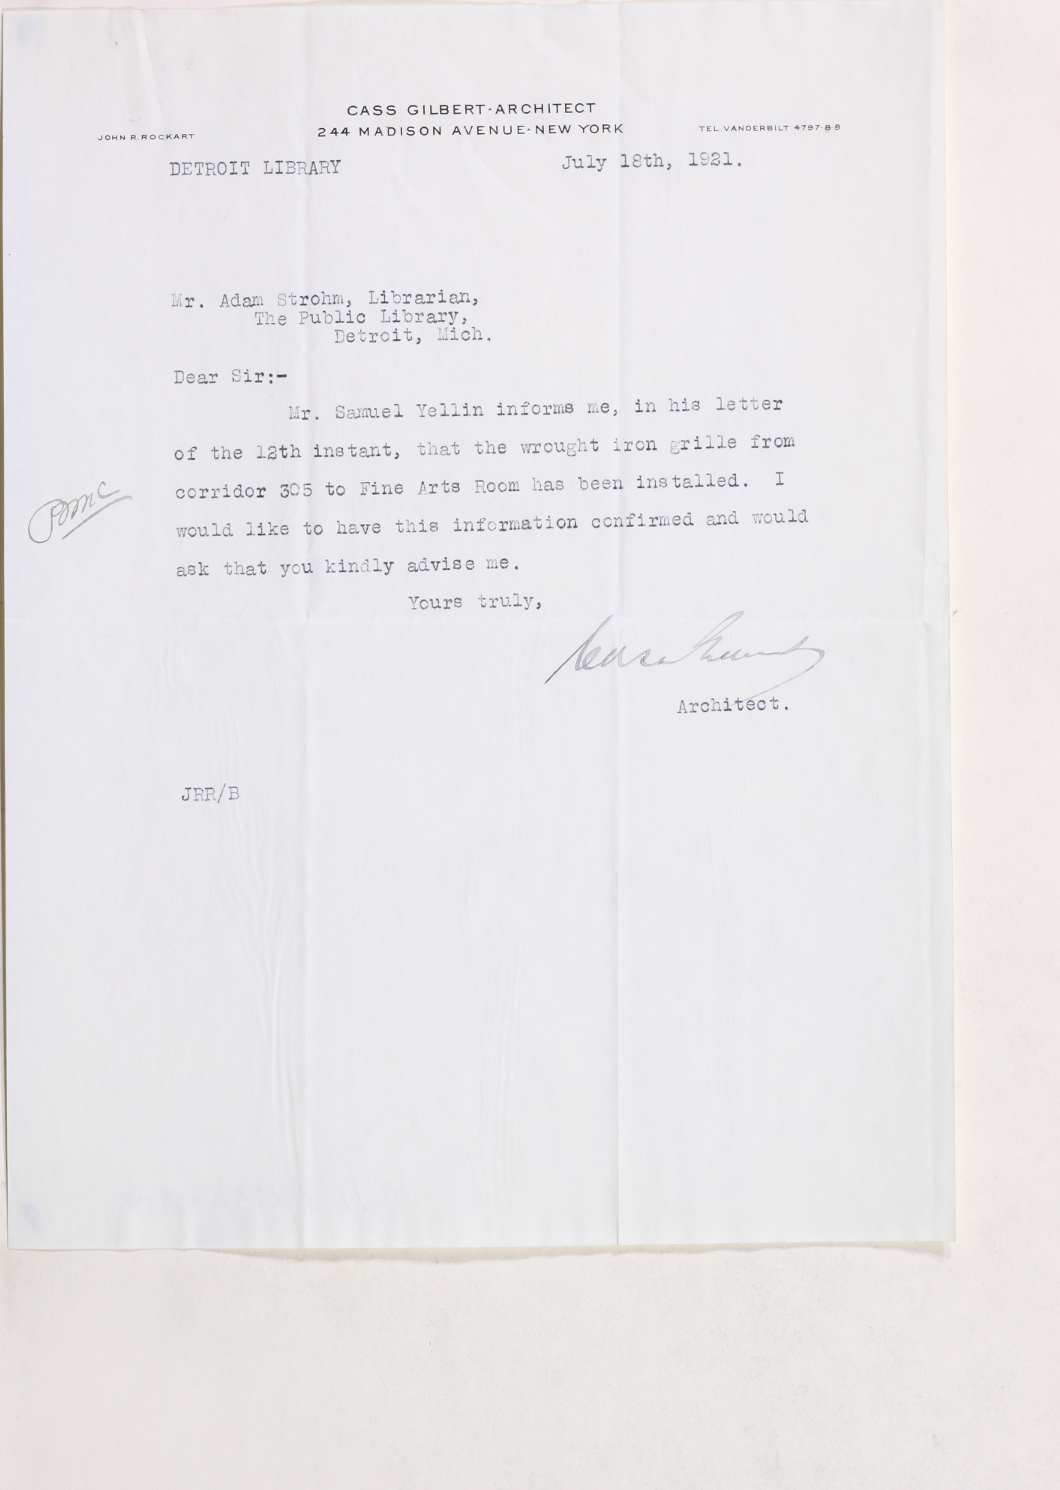 CASS GILBERT-ARCHITECT
244 MADISON AVENUE-NEW YORK
JOHN R. ROCKART
TEL. VANDERBILT 4797-8-9
DETROIT LIBRARY
July 18th, 1921.
Mr. Adam Strohm, Librarian,
The Public Library,
Detroit, Mich.
Dear Sir:-
Mr. Samuel Yellin informs me, in his letter
of the 12th instant, that the wrought iron grille from
corridor 305 to Fine Arts Room has been installed. I
would like to have this information confirmed and would
ask that you kindly advise me.
Yours truly,
Cass Gilbert
Architect.
JRR/B